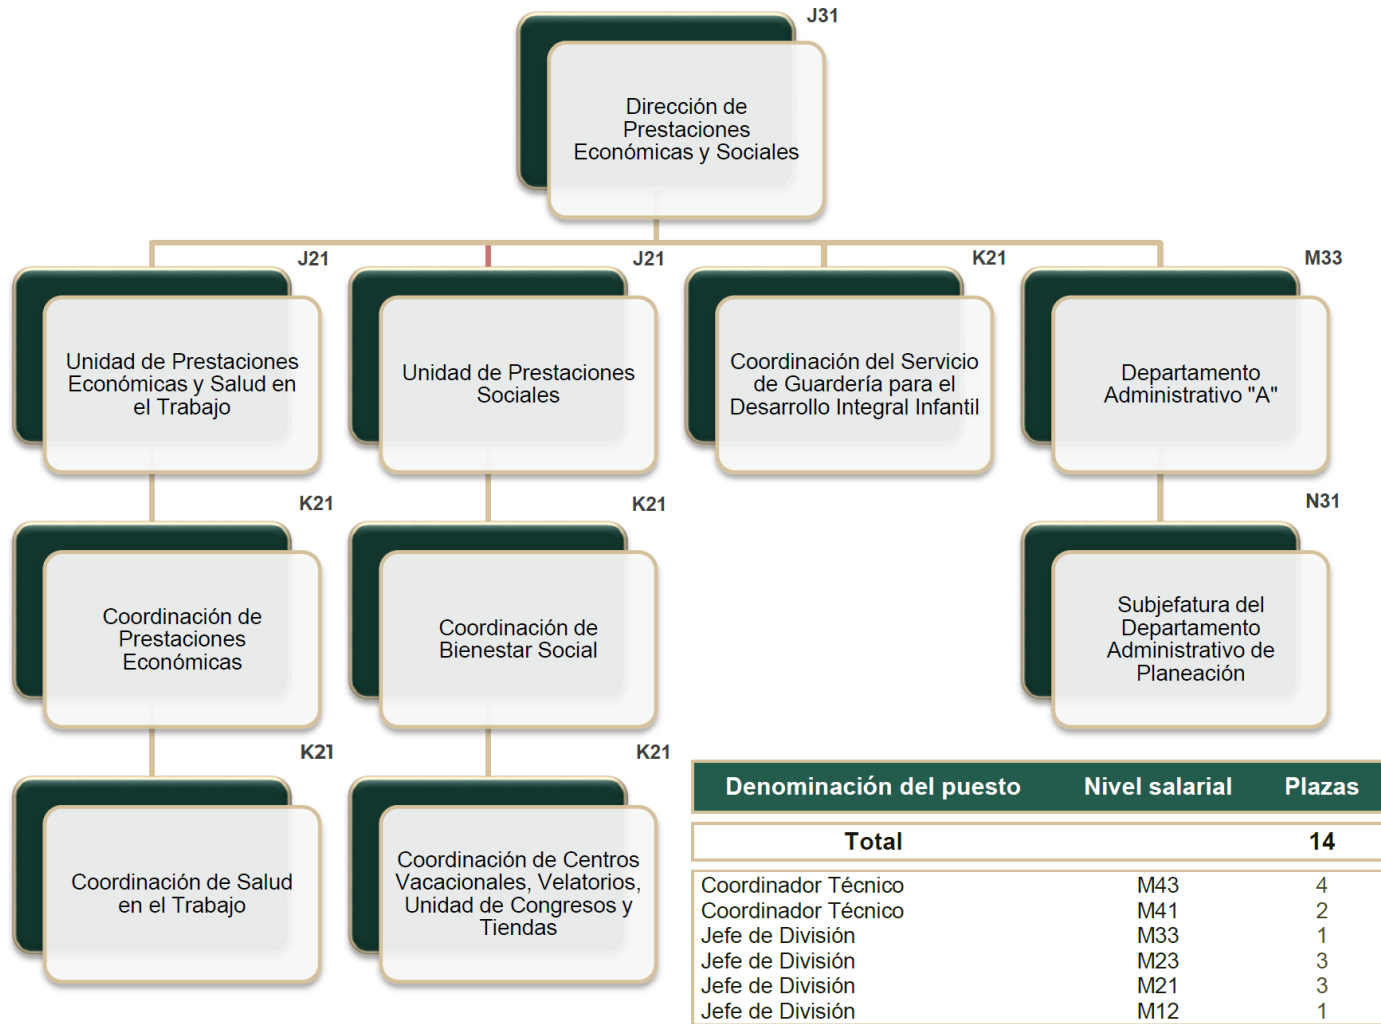 J31
Dirección de
Prestaciones
Económicas y Sociales
J21
Unidad de Prestaciones
Económicas y Salud en
el Trabajo
J21
Unidad de Prestaciones
Sociales
K21
Coordinación del Servicio
de Guardería para el
Desarrollo Integral Infantil
M33
Departamento
Administrativo "A"
K21
Coordinación de
Prestaciones
Económicas
K21
Coordinación de
Bienestar Social
N31
Subjefatura del
Departamento
Administrativo de
Planeación
K21
Coordinación de Salud
en el Trabajo
K21
Coordinación de Centros
Vacacionales, Velatorios,
Unidad de Congresos y
Tiendas
Denominación del puesto Nivel salarial Plazas
Total 14
Coordinador Técnico M43 4
Coordinador Técnico M41 2
Jefe de División M33 1
Jefe de División M23 3
Jefe de División M21 3
Jefe de División M12 1